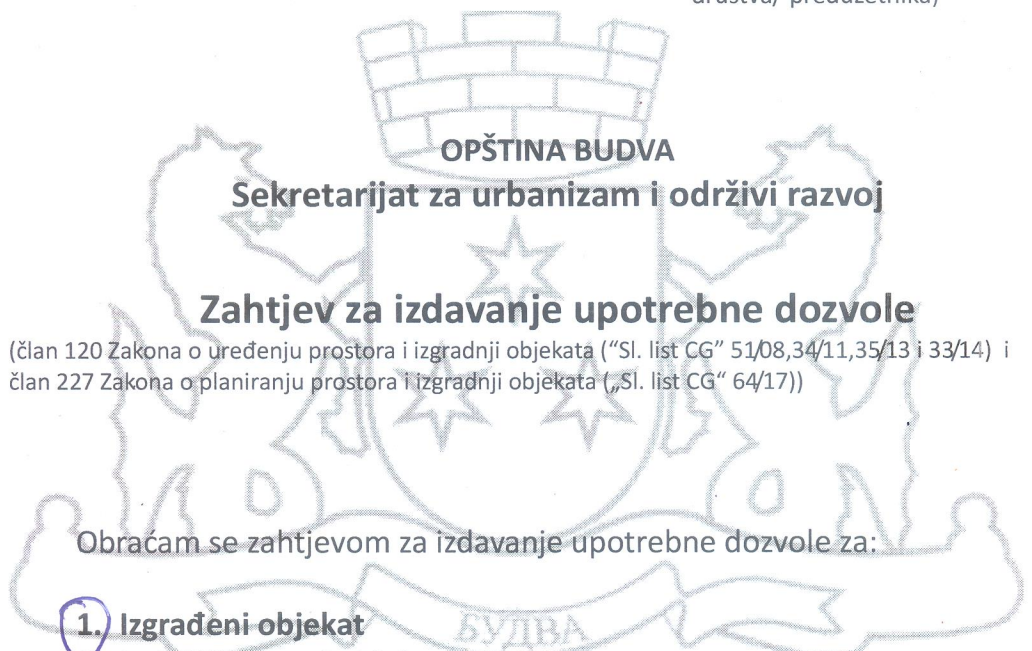 društva/ preduzetnika)
OPŠTINA BUDVA
Sekretarijat za urbanizam i održivi razvoj
Zahtjev za izdavanje upotrebne dozvole
(član 120 Zakona o uređenju prostora i izgradnji objekata (“Sl. list CG” 51/08,34/11,35/13 i 33/14) i
član 227 Zakona o planiranju prostora i izgradnji objekata („Sl. list CG“ 64/17))
Obraćam se zahtjevom za izdavanje upotrebne dozvole za:
1. Izgrađeni objekat
БУДВА